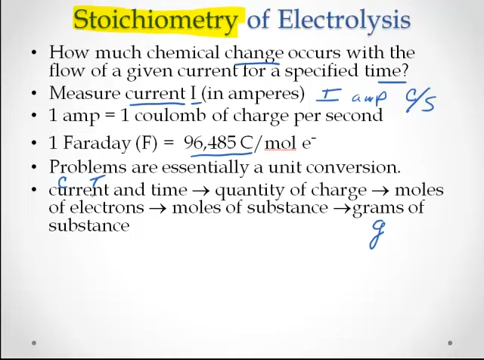 Stoichiometry of Electrolysis
• How much chemical change occurs with the
flow of a given current for a specified time?
• Measure current I (in amperes) I amp C/S
• 1 amp = 1 coulomb of charge per second
• 1 Faraday (F) = 96,485 C/mol e⁻
• Problems are essentially a unit conversion.
C T
• current and time → quantity of charge → moles
of electrons → moles of substance →grams of
substance g